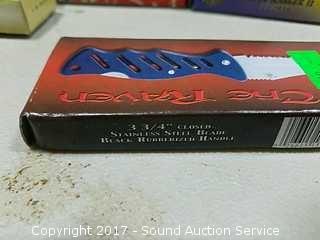 The Raven
3 3/4" CLOSED
STAINLESS STEEL BLADE
BLACK RUBBERIZED HANDLE
Copyright 2017 - Sound Auction Service